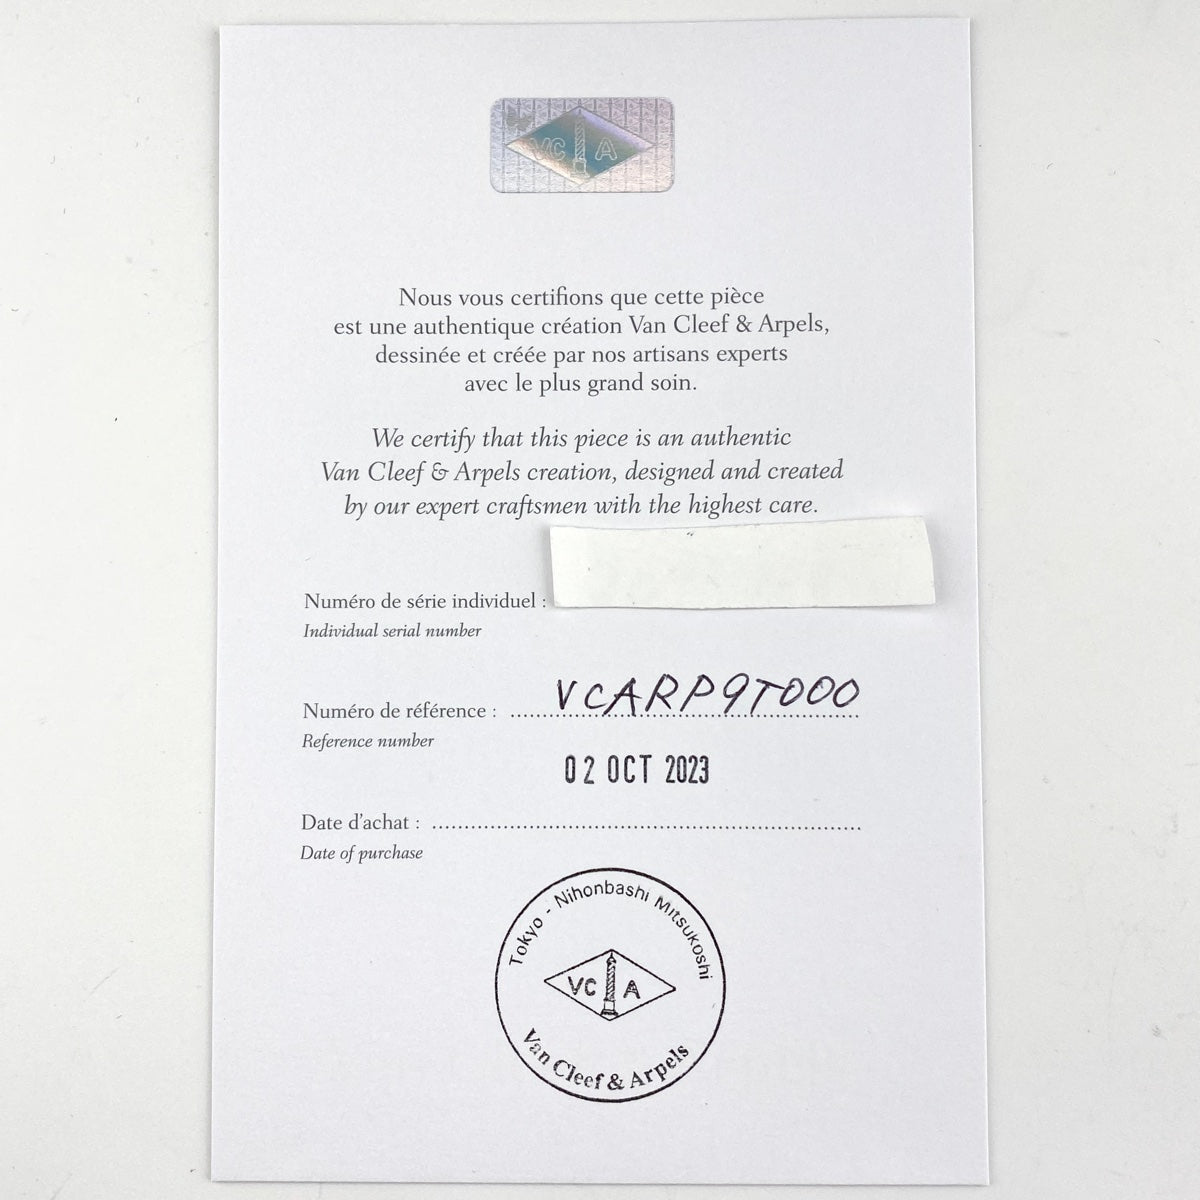 VC A
Nous vous certifions que cette pièce
est une authentique création Van Cleef & Arpels,
dessinée et créée par nos artisans experts
avec le plus grand soin.
We certify that this piece is an authentic
Van Cleef & Arpels creation, designed and created
by our expert craftsmen with the highest care.
Numéro de série individuel :
Individual serial number
Numéro de référence : VCARP9T000
Reference number
02 OCT 2023
Date d'achat :
Date of purchase
Tokyo - Nihonbashi Mitsukoshi
VC A
Van Cleef & Arpels